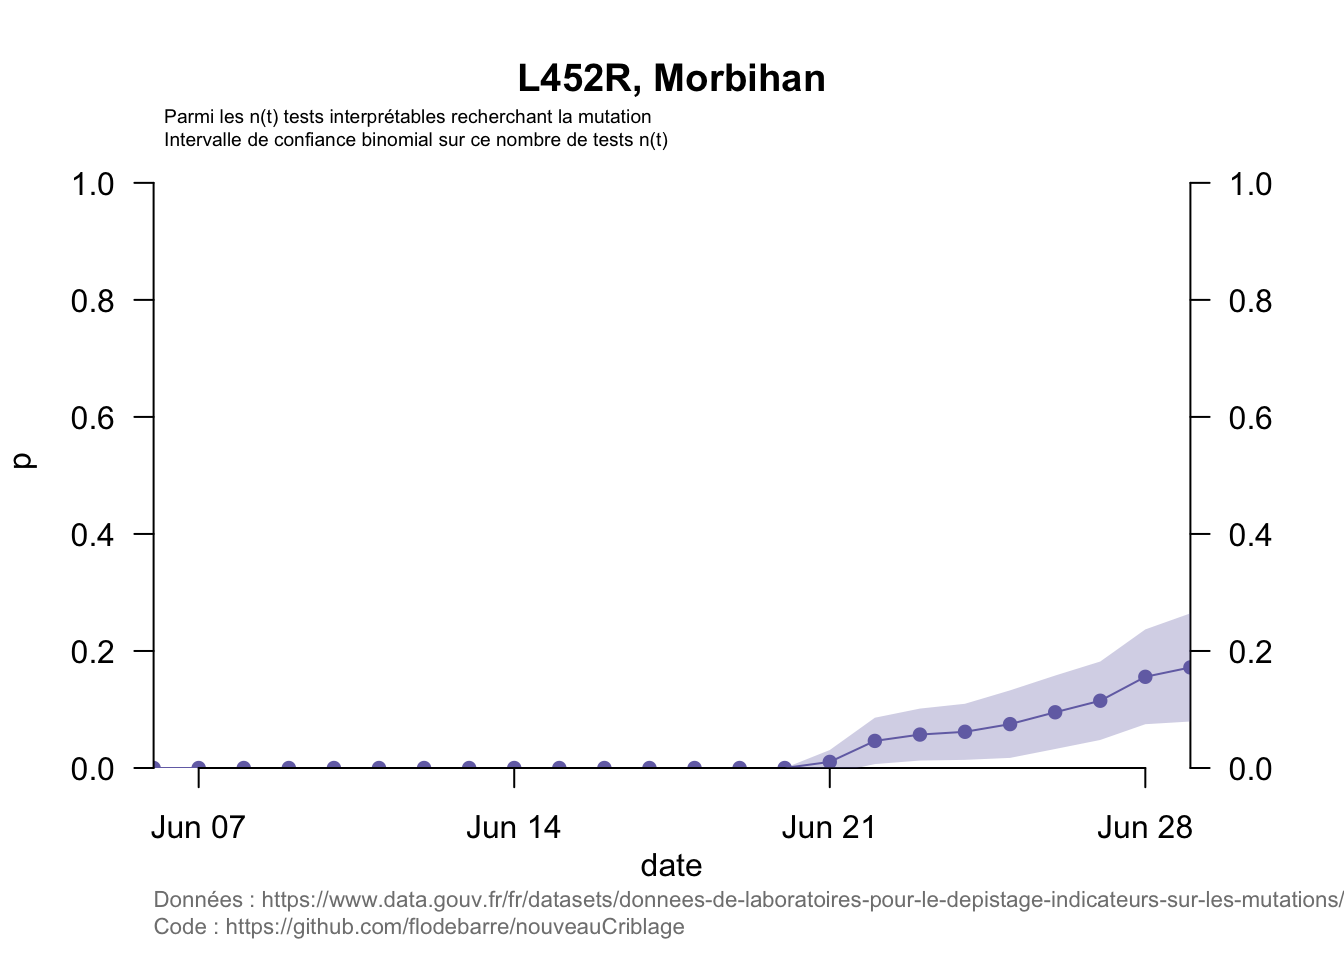 L452R, Morbihan
Parmi les n(t) tests interprétables recherchant la mutation
Intervalle de confiance binomial sur ce nombre de tests n(t)
1.0
0.8
0.6
0.4
0.2
0.0
p
1.0
0.8
0.6
0.4
0.2
0.0
Jun 07 Jun 14 Jun 21 Jun 28
date
Données : https://www.data.gouv.fr/fr/datasets/donnees-de-laboratoires-pour-le-depistage-indicateurs-sur-les-mutations/
Code : https://github.com/flodebarre/nouveauCriblage